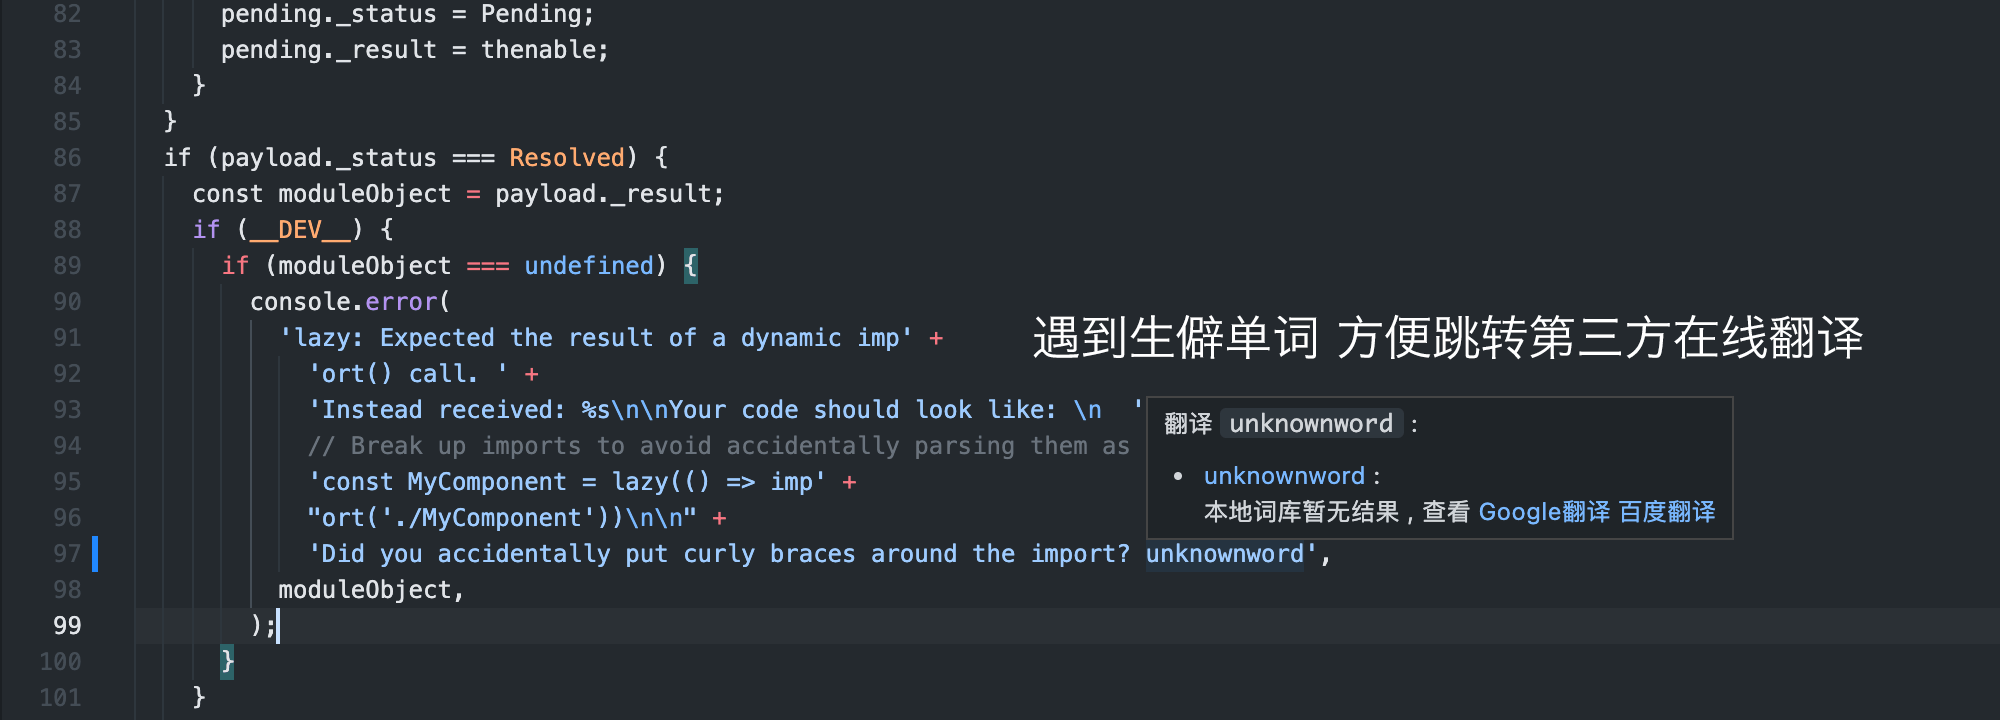 82 pending._status = Pending;
83 pending._result = thenable;
84 }
85 }
86 if (payload._status === Resolved) {
87 const moduleObject = payload._result;
88 if (__DEV__) {
89 if (moduleObject === undefined) {
90 console.error(
91 'lazy: Expected the result of a dynamic imp' +
遇到生僻单词 方便跳转第三方在线翻译
92 'ort() call. ' +
93 'Instead received: %s\n\nYour code should look like: \n  '
翻译 unknownword :
94 // Break up imports to avoid accidentally parsing them as
95 'const MyComponent = lazy(() => imp' +
• unknownword :
96 "ort('./MyComponent'))\n\n" +
本地词库暂无结果 , 查看 Google翻译 百度翻译
97 'Did you accidentally put curly braces around the import? unknownword',
98 moduleObject,
99 );
100 }
101 }